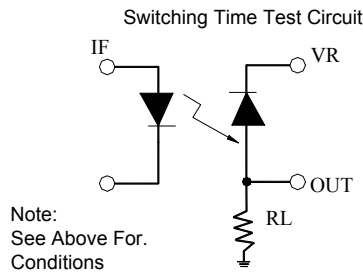 Switching Time Test Circuit
IF
VR
OUT
RL
Note:
See Above For.
Conditions